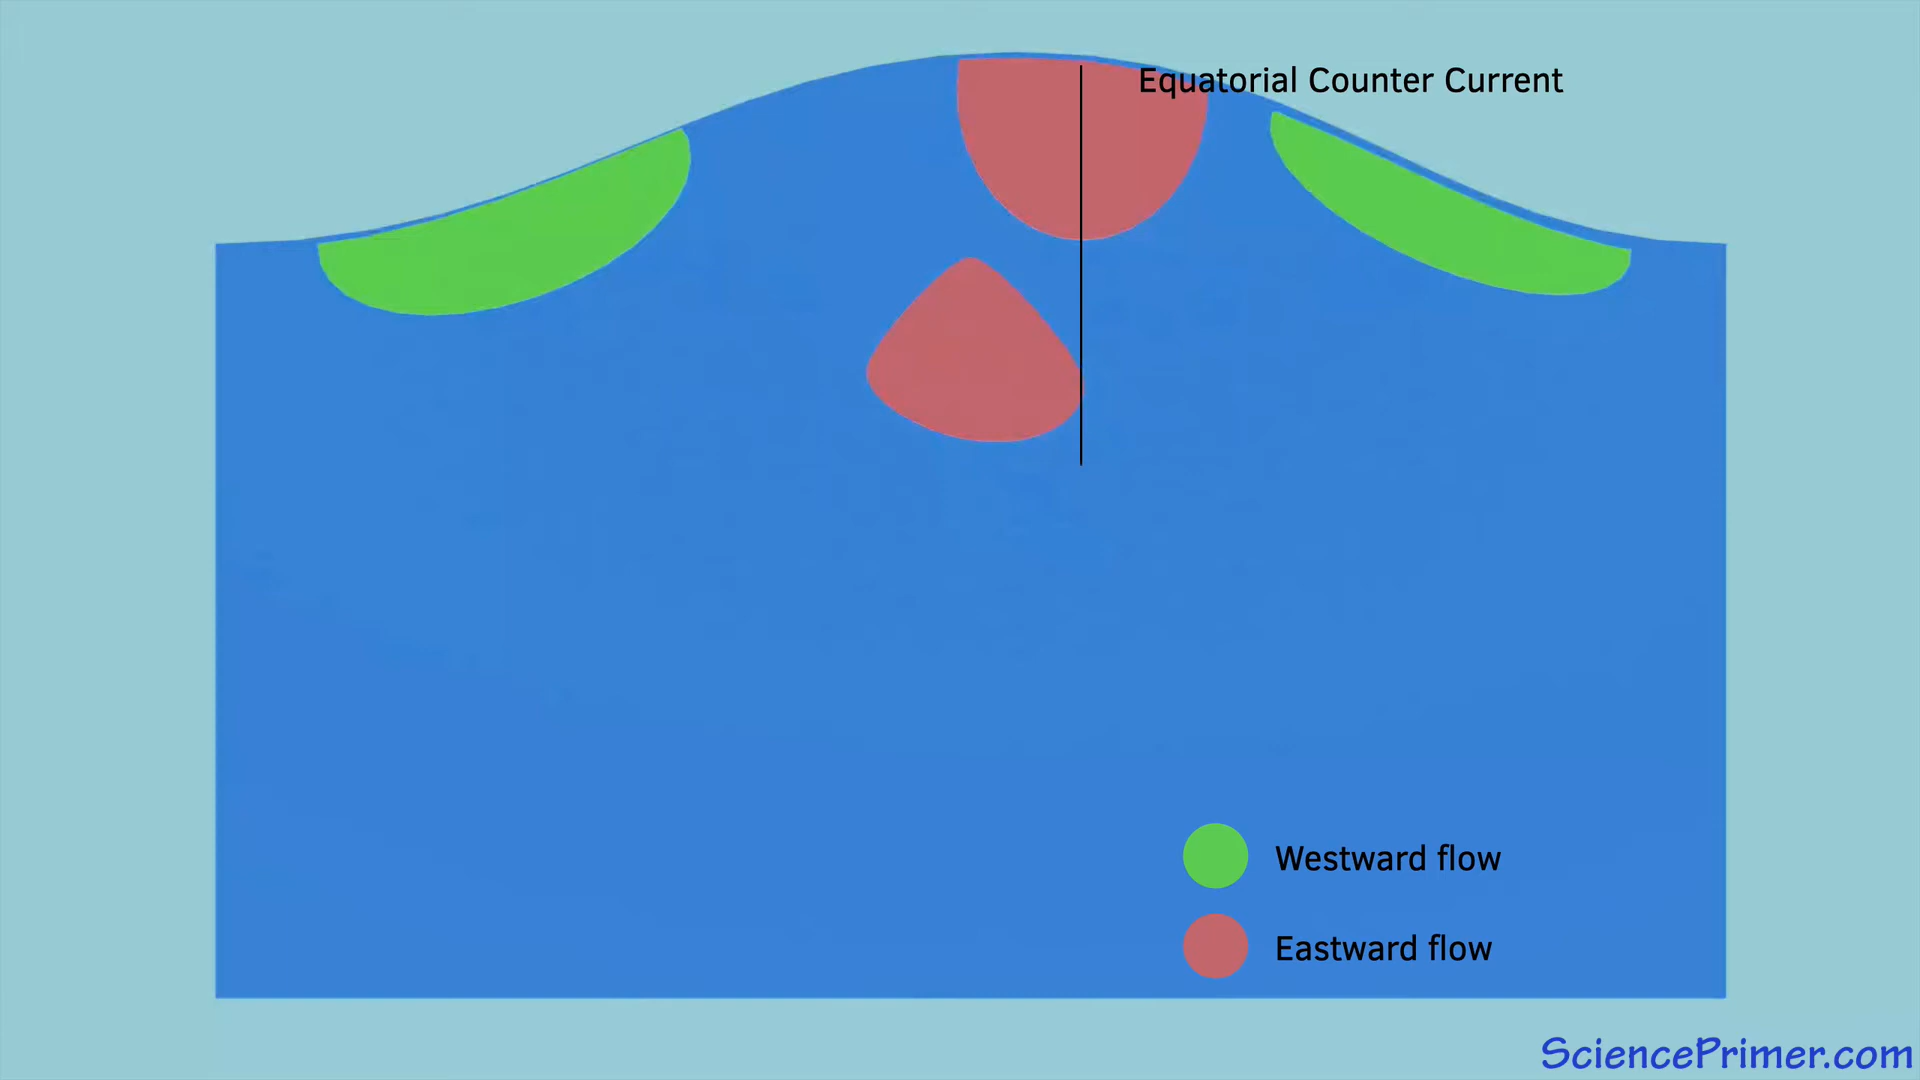 Equatorial Counter Current
Westward flow
Eastward flow
SciencePrimer.com